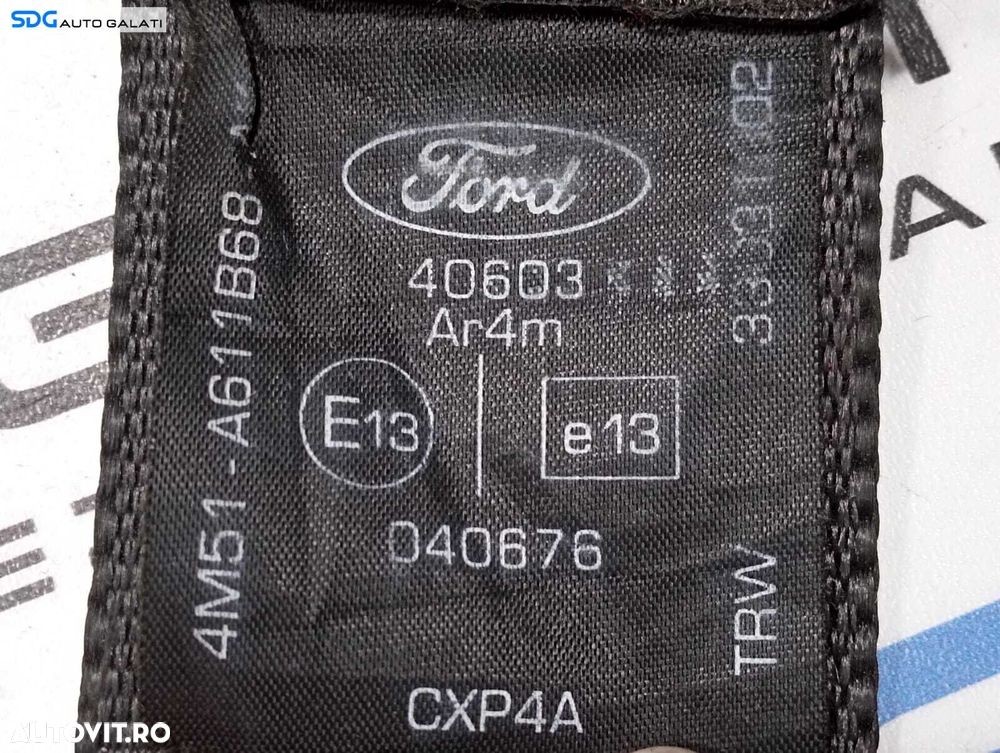 SDG AUTO GALATI
Ford
40603
Ar4m
E13
e13
040676
CXP4A
4M51-A611B68
TRW
AUTOVIT.RO